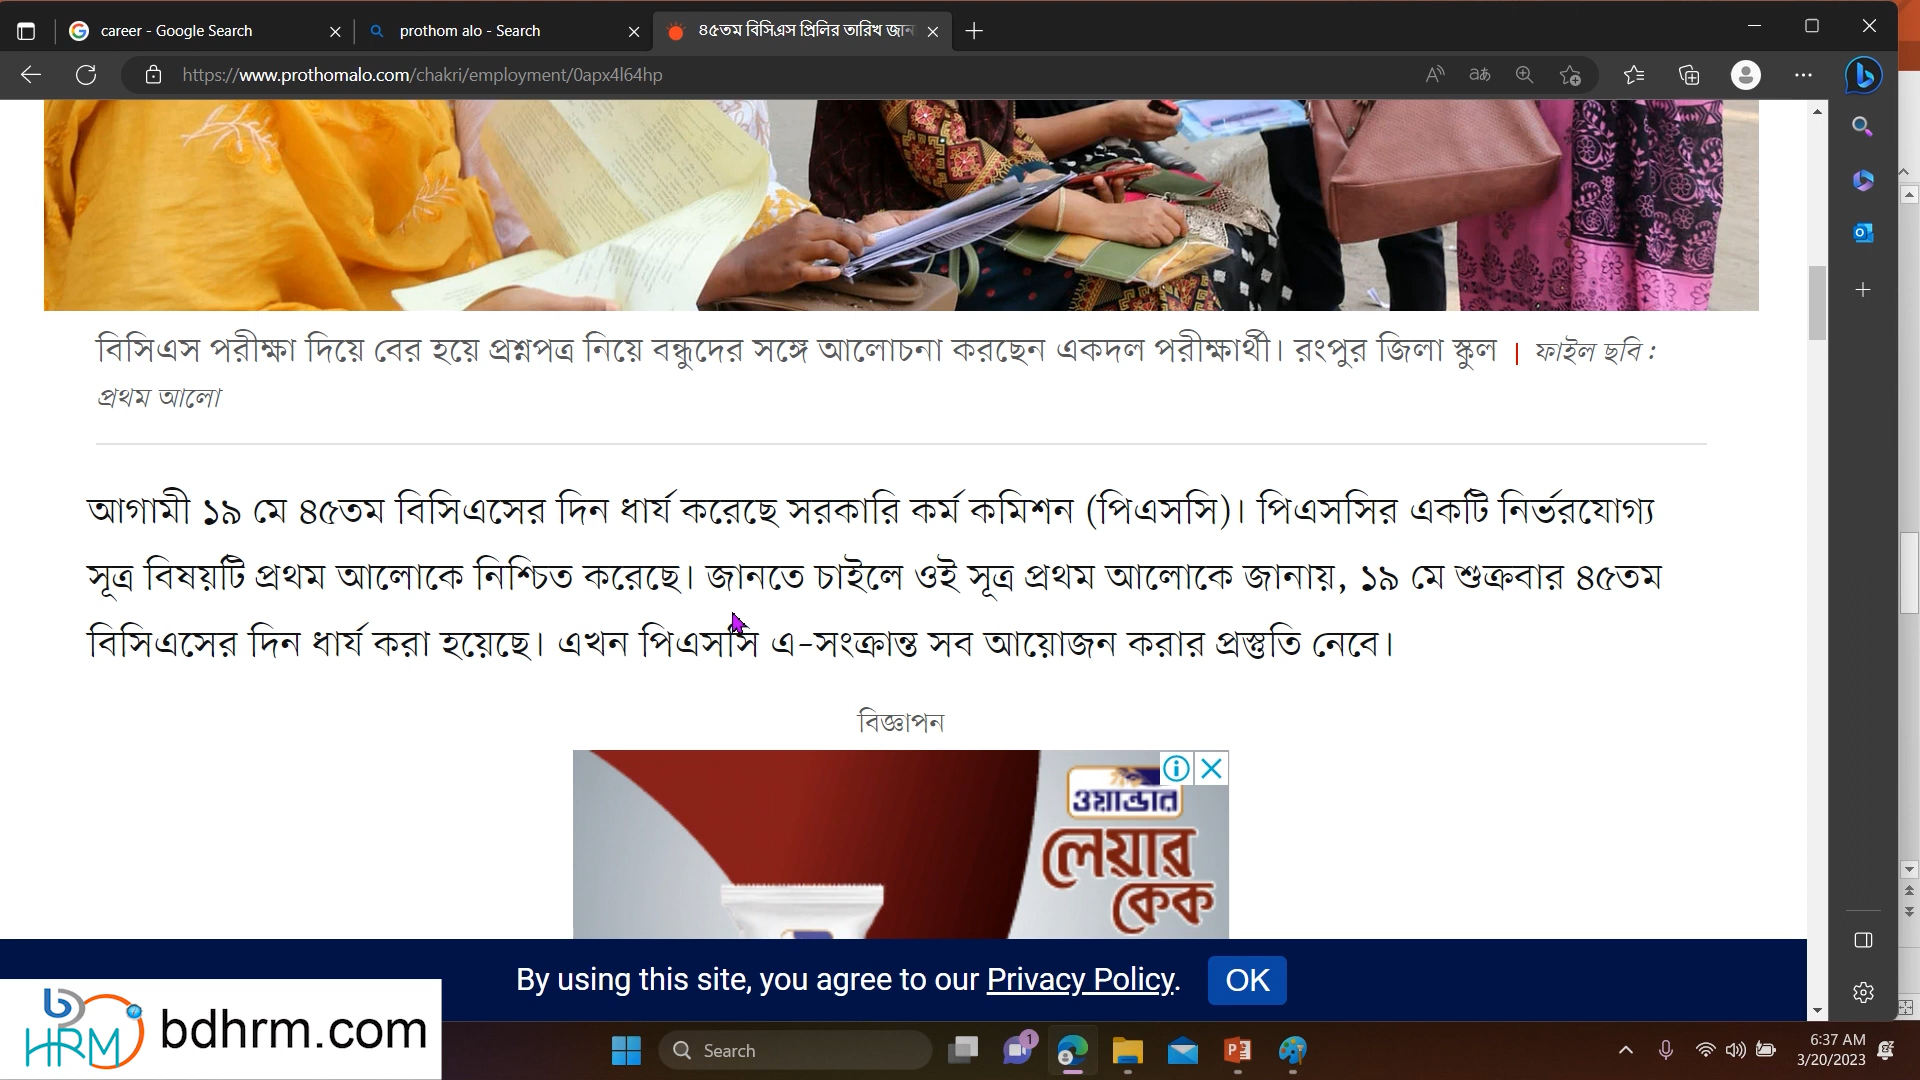 career - Google Search
prothom alo - Search
৪৫তম বিসিএস প্রিলির তারিখ জান
https://www.prothomalo.com/chakri/employment/0apx4l64hp
বিসিএস পরীক্ষা দিয়ে বের হয়ে প্রশ্নপত্র নিয়ে বন্ধুদের সঙ্গে আলোচনা করছেন একদল পরীক্ষার্থী। রংপুর জিলা স্কুল | ফাইল ছবি :
প্রথম আলো
আগামী ১৯ মে ৪৫তম বিসিএসের দিন ধার্য করেছে সরকারি কর্ম কমিশন (পিএসসি)। পিএসসির একটি নির্ভরযোগ্য
সূত্র বিষয়টি প্রথম আলোকে নিশ্চিত করেছে। জানতে চাইলে ওই সূত্র প্রথম আলোকে জানায়, ১৯ মে শুক্রবার ৪৫তম
বিসিএসের দিন ধার্য করা হয়েছে। এখন পিএসসি এ-সংক্রান্ত সব আয়োজন করার প্রস্তুতি নেবে।
বিজ্ঞাপন
ওয়ান্ডার
লেয়ার
কেক
By using this site, you agree to our Privacy Policy.
OK
bdHRM bdhrm.com
Search
1
6:37 AM
3/20/2023